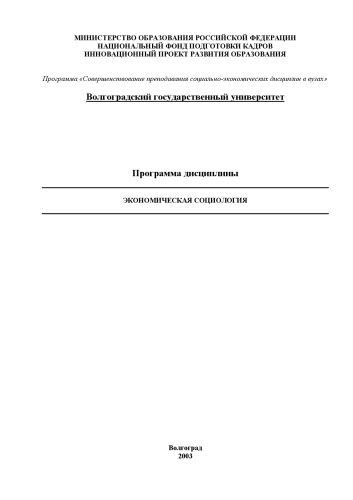 МИНИСТЕРСТВО ОБРАЗОВАНИЯ РОССИЙСКОЙ ФЕДЕРАЦИИ
НАЦИОНАЛЬНЫЙ ФОНД ПОДГОТОВКИ КАДРОВ
ИННОВАЦИОННЫЙ ПРОЕКТ РАЗВИТИЯ ОБРАЗОВАНИЯ
Программа «Совершенствование преподавания социально-экономических дисциплин в вузах»
Волгоградский государственный университет
Программа дисциплины
ЭКОНОМИЧЕСКАЯ СОЦИОЛОГИЯ
Волгоград
2003